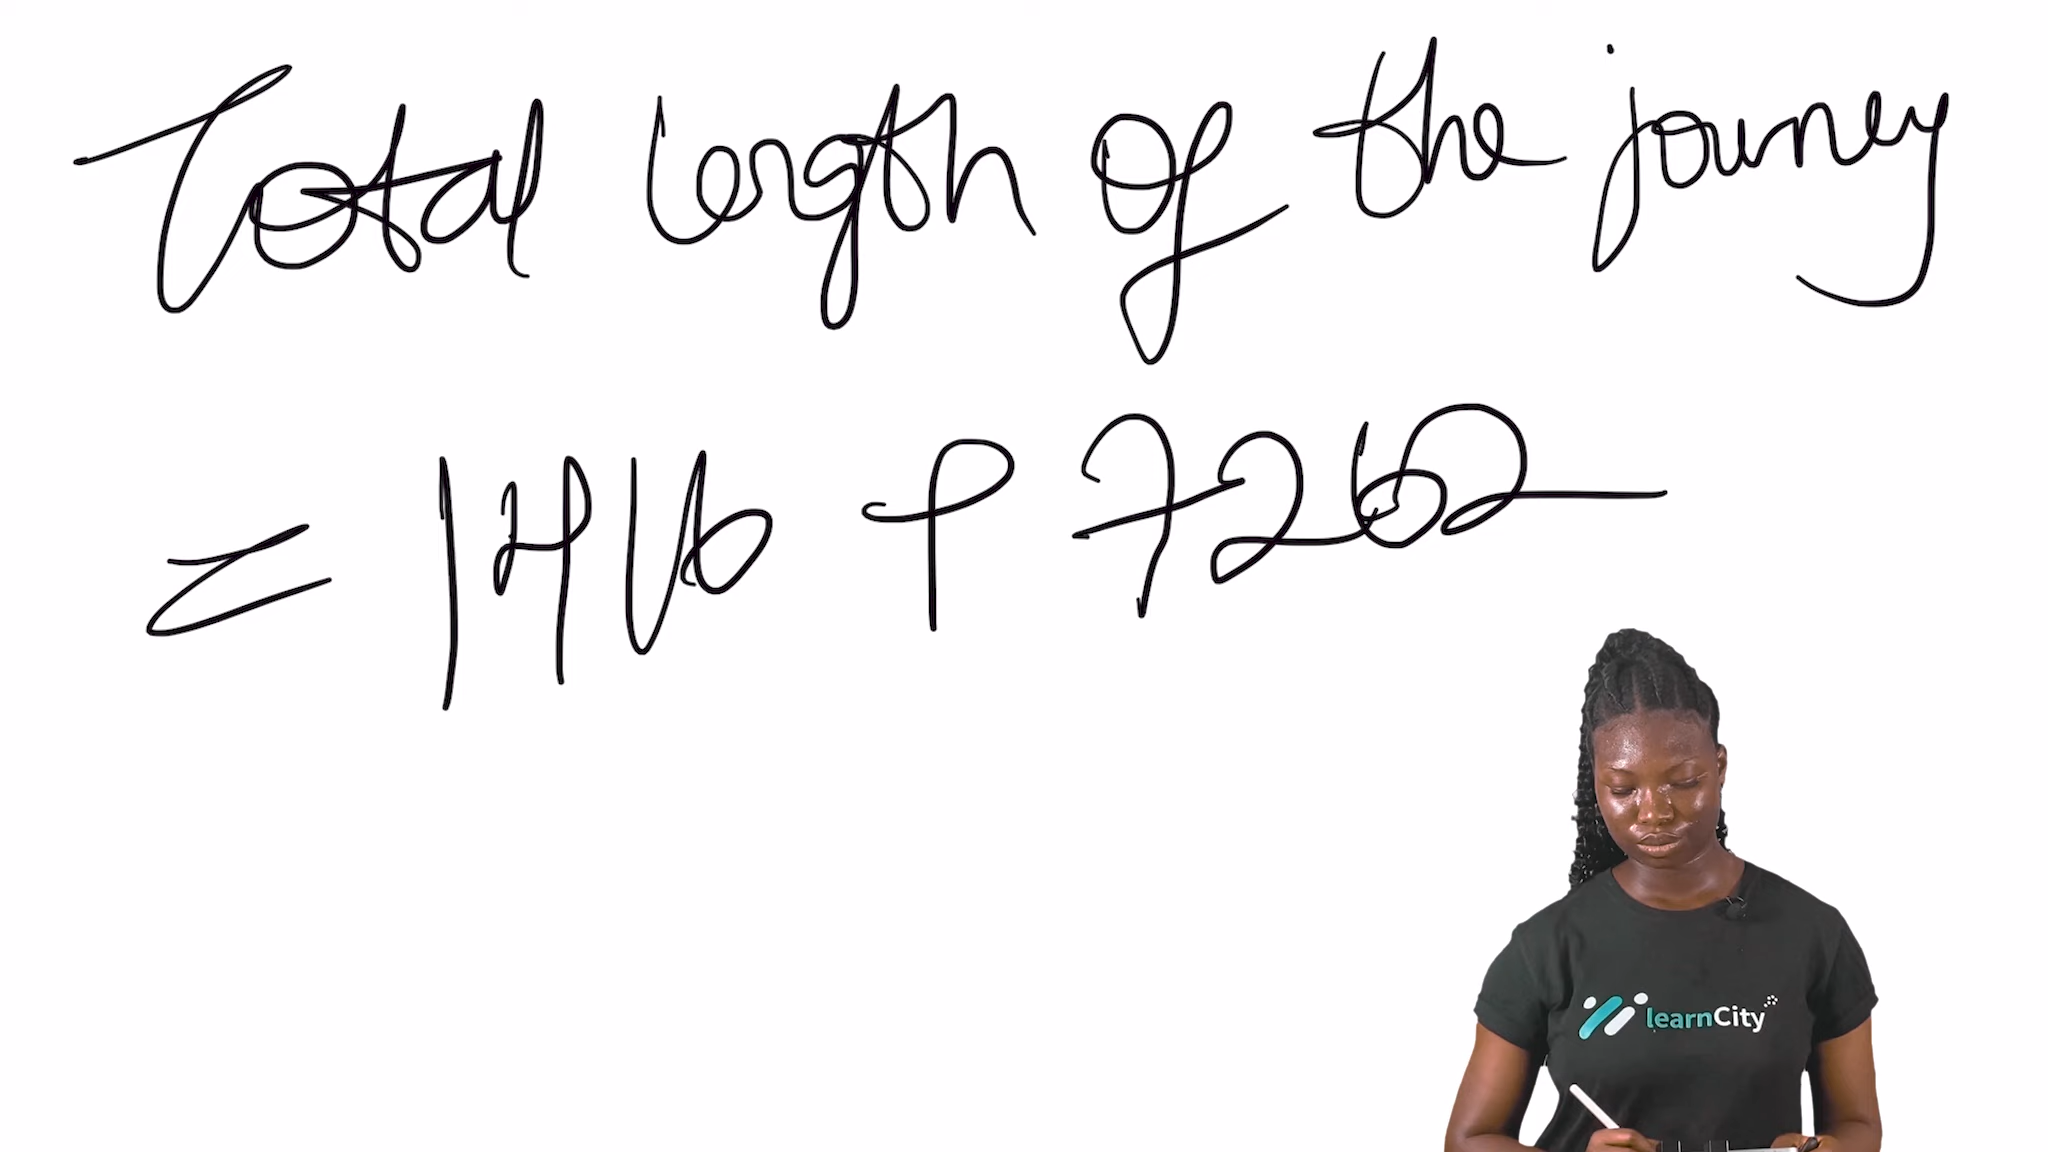 Total length of the journey
= 1416 + 7262
learnCity